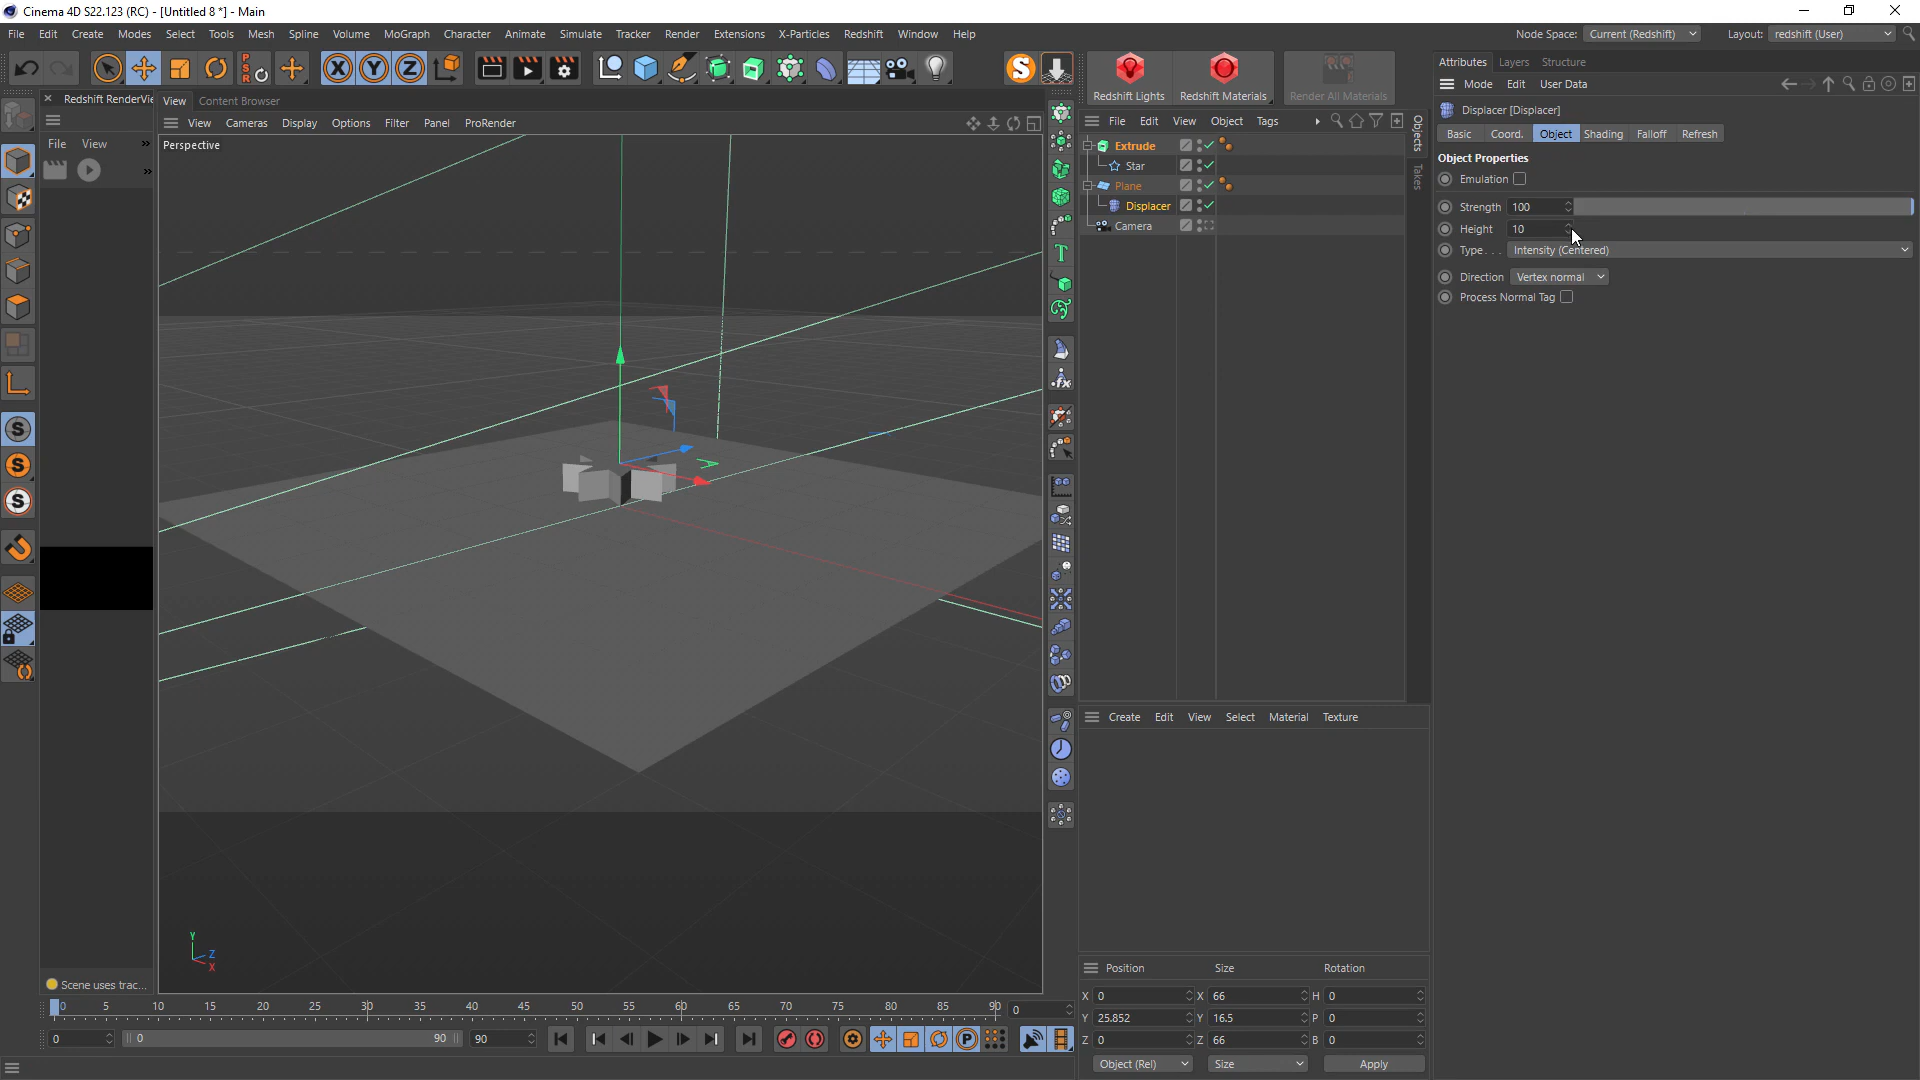 Cinema 4D S22.123 (RC) - [Untitled 8 *] - Main
File Edit Create Modes Select Tools Mesh Spline Volume MoGraph Character Animate Simulate Tracker Render Extensions X-Particles Redshift Window Help
Node Space: Current (Redshift) Layout: redshift (User)
PSR X Y Z
Redshift Lights Redshift Materials Render All Materials
Redshift RenderVie
File View
View Content Browser
View Cameras Display Options Filter Panel ProRender
Perspective
File Edit View Object Tags
Extrude
Star
Plane
Displacer
Camera
Objects
Takes
Attributes Layers Structure
Mode Edit User Data
Displacer [Displacer]
Basic Coord. Object Shading Falloff Refresh
Object Properties
Emulation
Strength 100
Height 10
Type . . . Intensity (Centered)
Direction Vertex normal
Process Normal Tag
Create Edit View Select Material Texture
Y
Z
X
Scene uses trac...
0 5 10 15 20 25 30 35 40 45 50 55 60 65 70 75 80 85 90 0
0 0 90 90
Position Size Rotation
X 0 X 66 H 0
Y 25.852 Y 16.5 P 0
Z 0 Z 66 B 0
Object (Rel) Size Apply